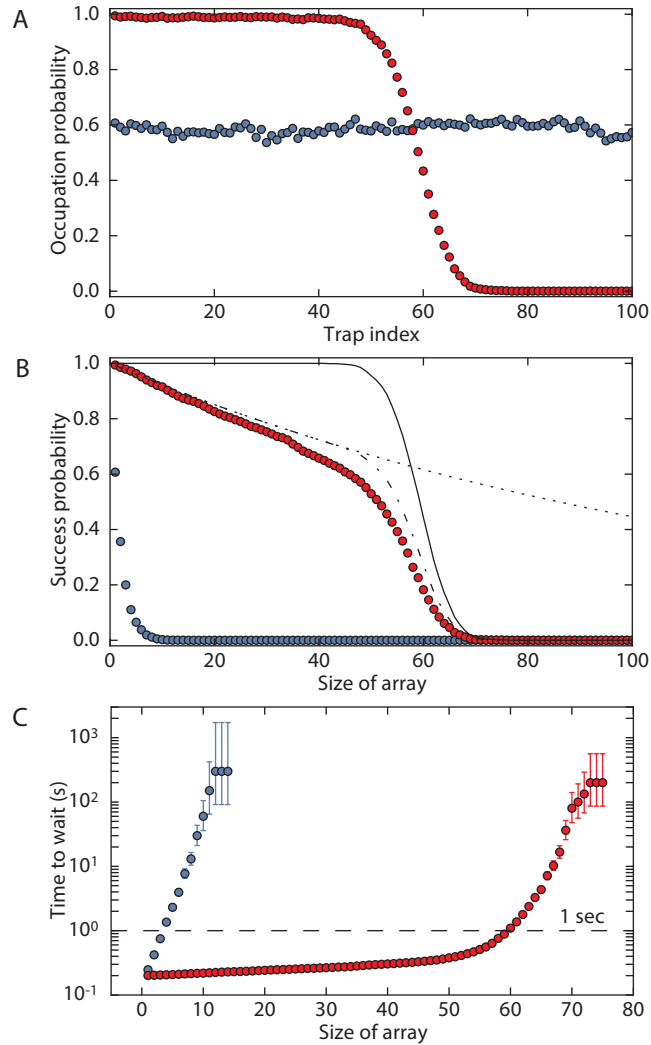 A
Occupation probability
1.0
0.8
0.6
0.4
0.2
0.0
0 20 40 60 80 100
Trap index
B
Success probability
1.0
0.8
0.6
0.4
0.2
0.0
0 20 40 60 80 100
Size of array
C
Time to wait (s)
10³
10²
10¹
10⁰
10⁻¹
1 sec
0 10 20 30 40 50 60 70 80
Size of array